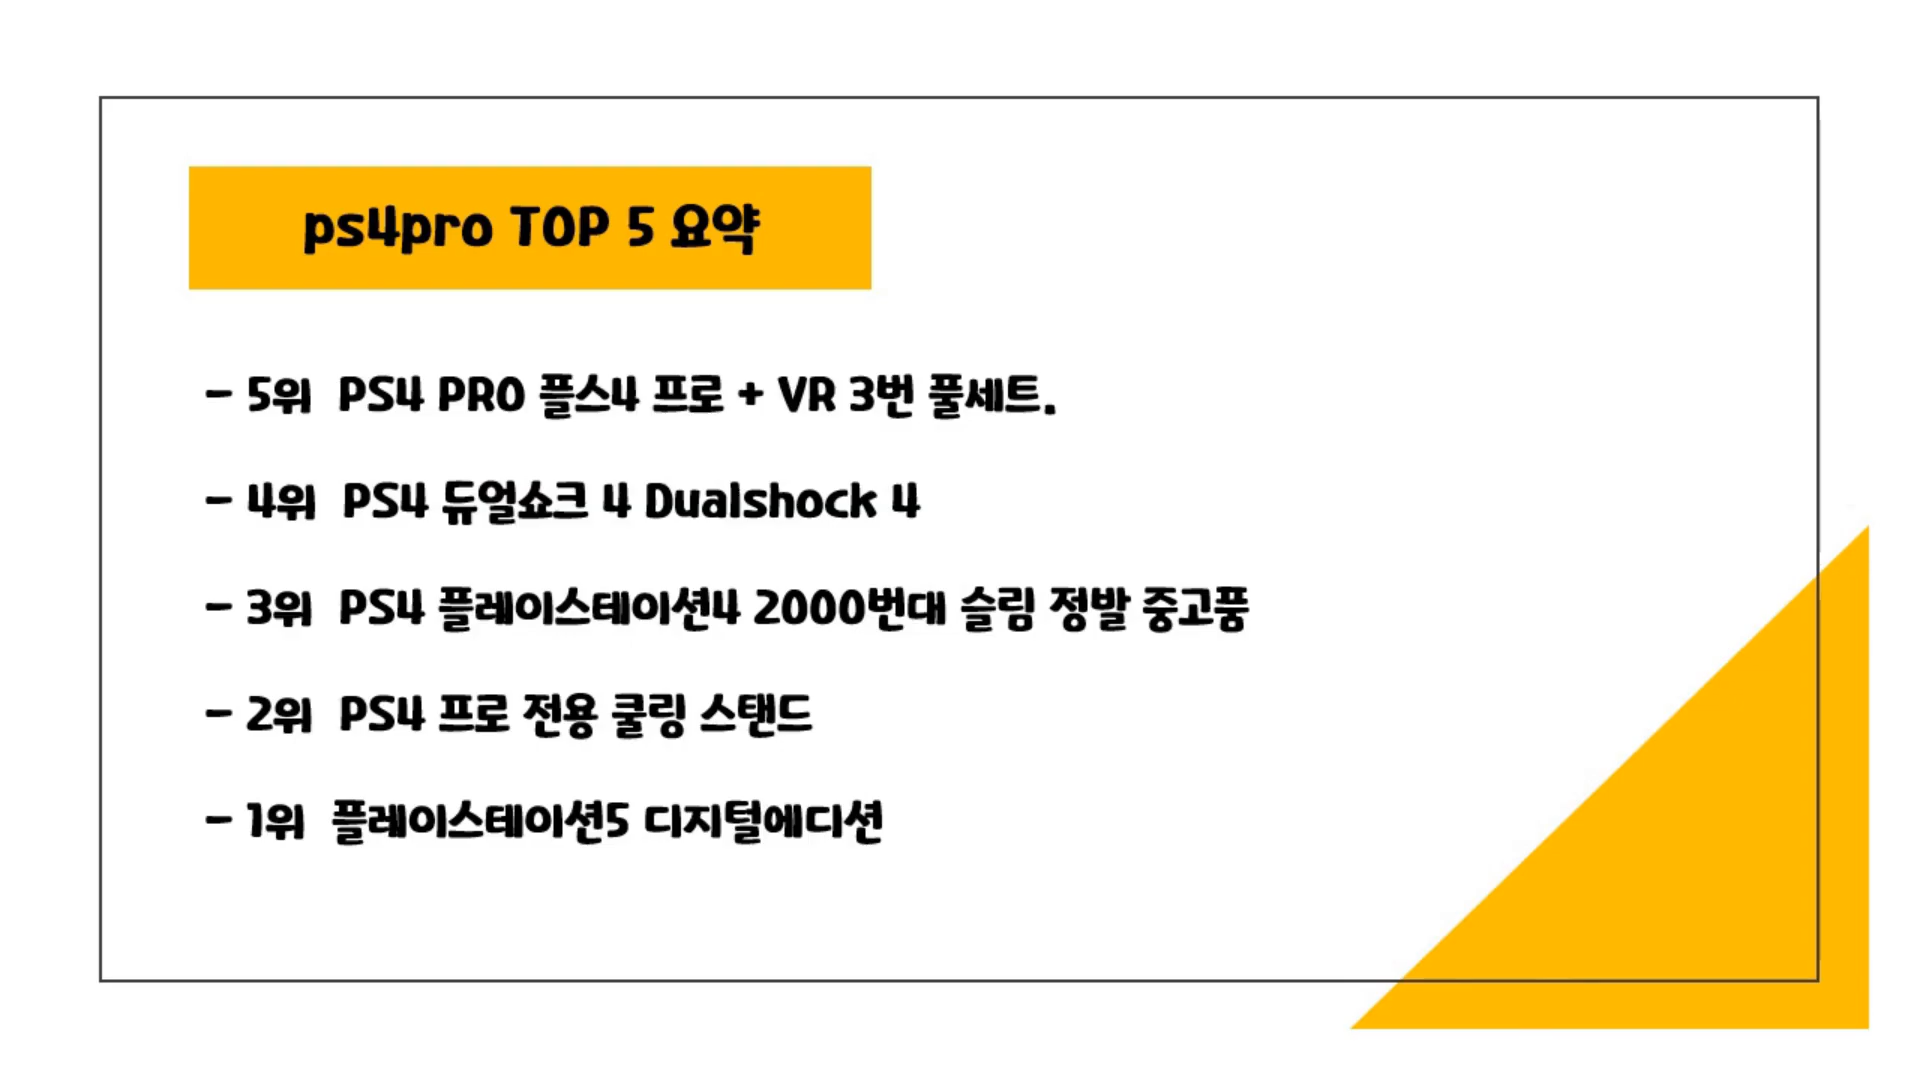 ps4pro TOP 5 요약
- 5위 PS4 PRO 플스4 프로 + VR 3번 풀세트.
- 4위 PS4 듀얼쇼크 4 Dualshock 4
- 3위 PS4 플레이스테이션4 2000번대 슬림 정발 중고품
- 2위 PS4 프로 전용 쿨링 스탠드
- 1위 플레이스테이션5 디지털에디션